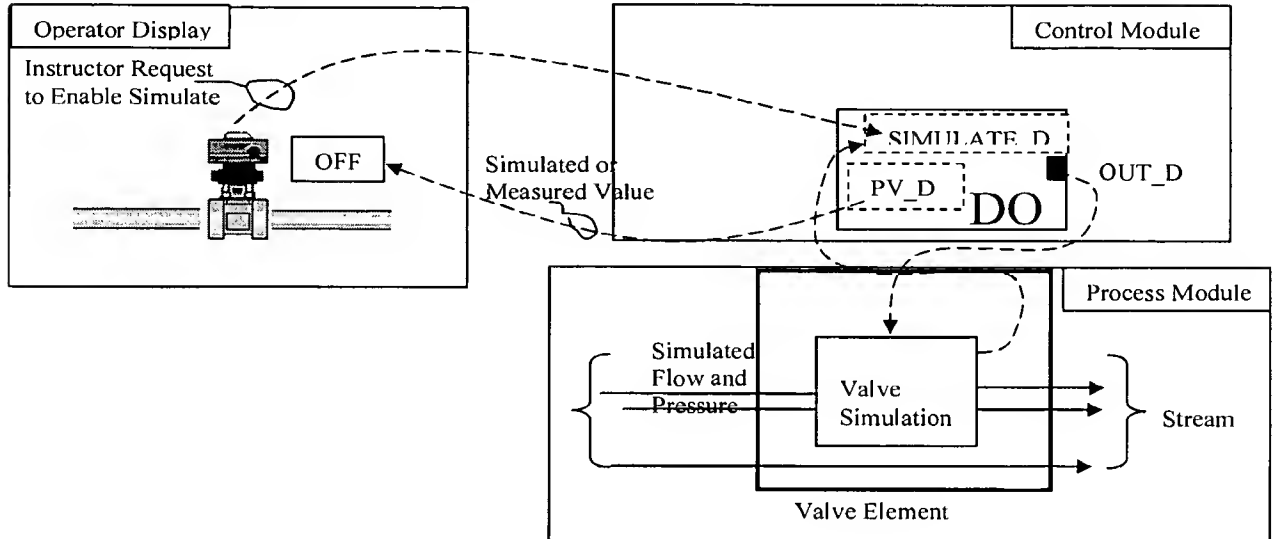 Operator Display
Instructor Request
to Enable Simulate
OFF
Simulated or
Measured Value
Control Module
SIMULATE_D
PV_D
DO
OUT_D
Process Module
Simulated
Flow and
Pressure
Valve
Simulation
Stream
Valve Element